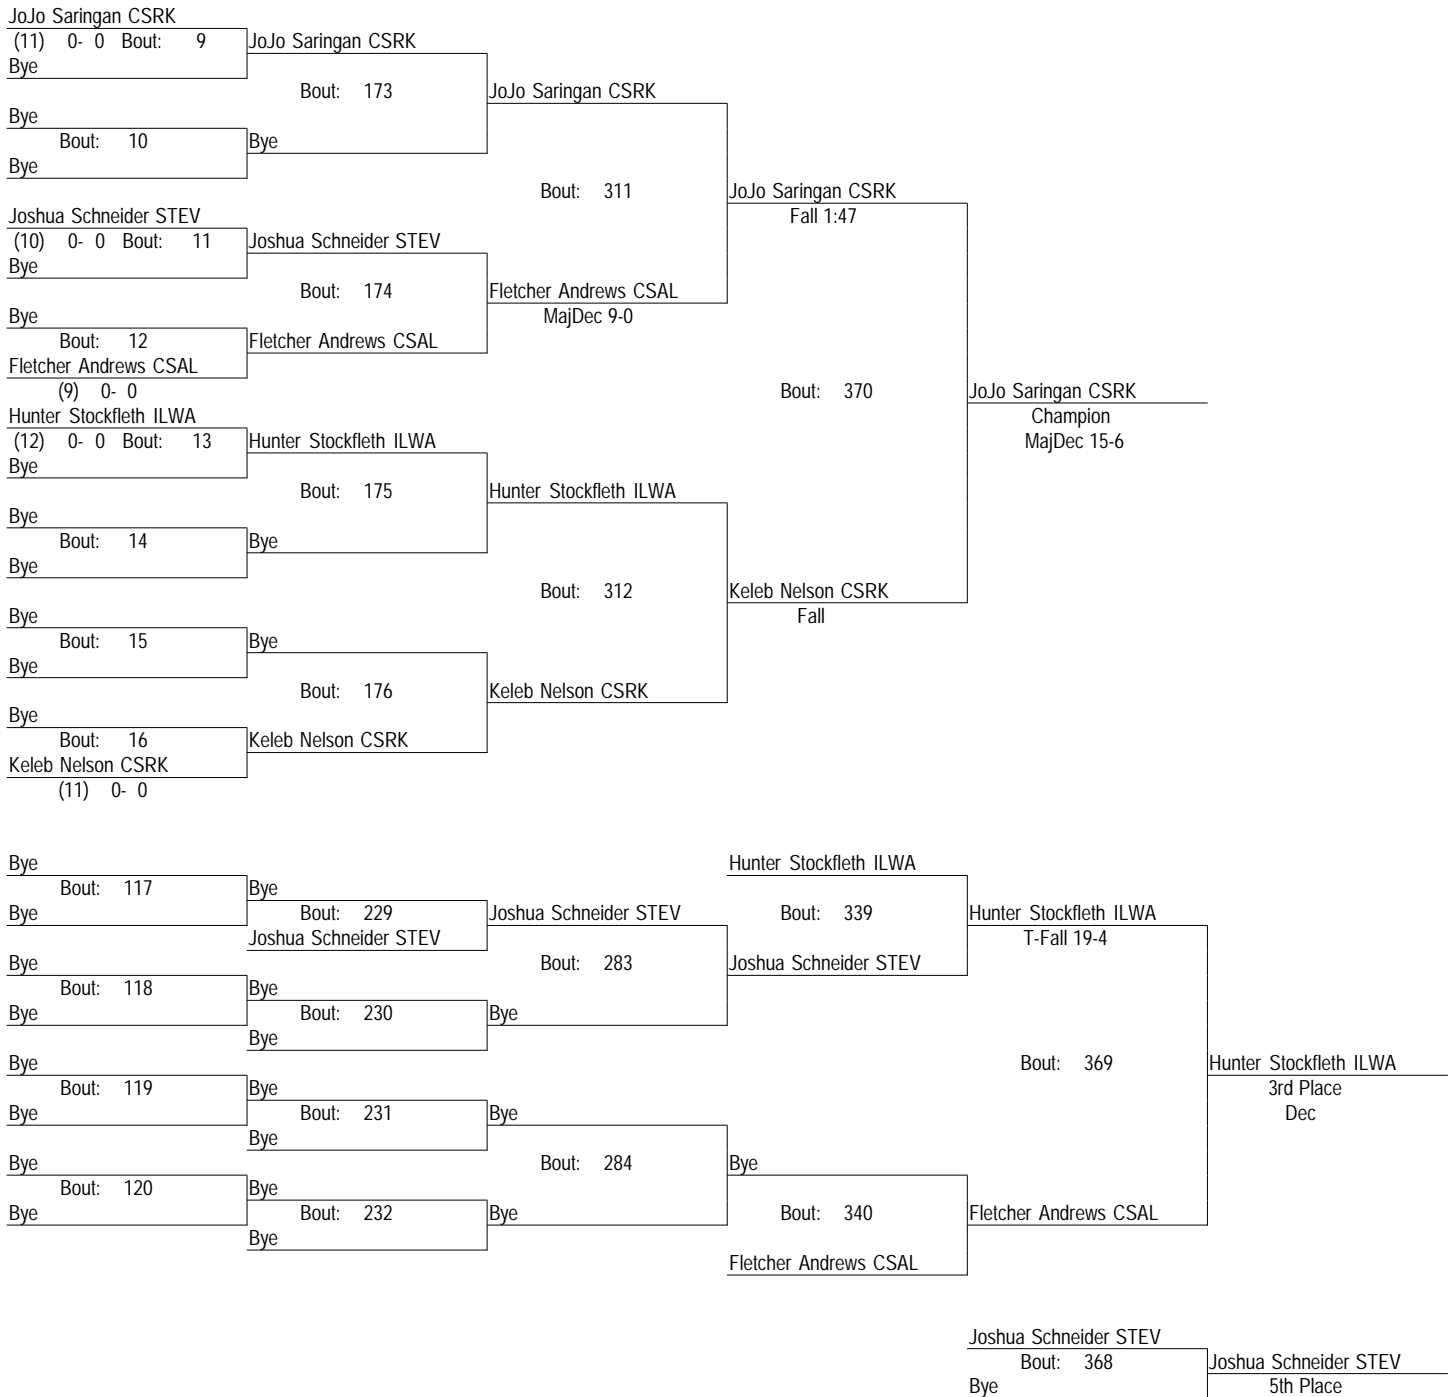 JoJo Saringan CSRK
(11) 0- 0 Bout: 9 JoJo Saringan CSRK
Bye
Bout: 173 JoJo Saringan CSRK
Bye
Bout: 10 Bye
Bye
Bout: 311 JoJo Saringan CSRK
Joshua Schneider STEV Fall 1:47
(10) 0- 0 Bout: 11 Joshua Schneider STEV
Bye
Bout: 174 Fletcher Andrews CSAL
Bye MajDec 9-0
Bout: 12 Fletcher Andrews CSAL
Fletcher Andrews CSAL
(9) 0- 0 Bout: 370 JoJo Saringan CSRK
Hunter Stockfleth ILWA Champion
(12) 0- 0 Bout: 13 Hunter Stockfleth ILWA MajDec 15-6
Bye
Bout: 175 Hunter Stockfleth ILWA
Bye
Bout: 14 Bye
Bye
Bout: 312 Keleb Nelson CSRK
Bye Fall
Bout: 15 Bye
Bye
Bout: 176 Keleb Nelson CSRK
Bye
Bout: 16 Keleb Nelson CSRK
Keleb Nelson CSRK
(11) 0- 0
Bye Hunter Stockfleth ILWA
Bout: 117 Bye
Bye Bout: 229 Joshua Schneider STEV Bout: 339 Hunter Stockfleth ILWA
Joshua Schneider STEV T-Fall 19-4
Bye Bout: 283 Joshua Schneider STEV
Bout: 118 Bye
Bye Bout: 230 Bye
Bye
Bye Bout: 369 Hunter Stockfleth ILWA
Bout: 119 Bye 3rd Place
Bye Bout: 231 Bye Dec
Bye
Bye Bout: 284 Bye
Bout: 120 Bye
Bye Bout: 232 Bye Bout: 340 Fletcher Andrews CSAL
Bye
Fletcher Andrews CSAL
Joshua Schneider STEV
Bout: 368 Joshua Schneider STEV
Bye 5th Place